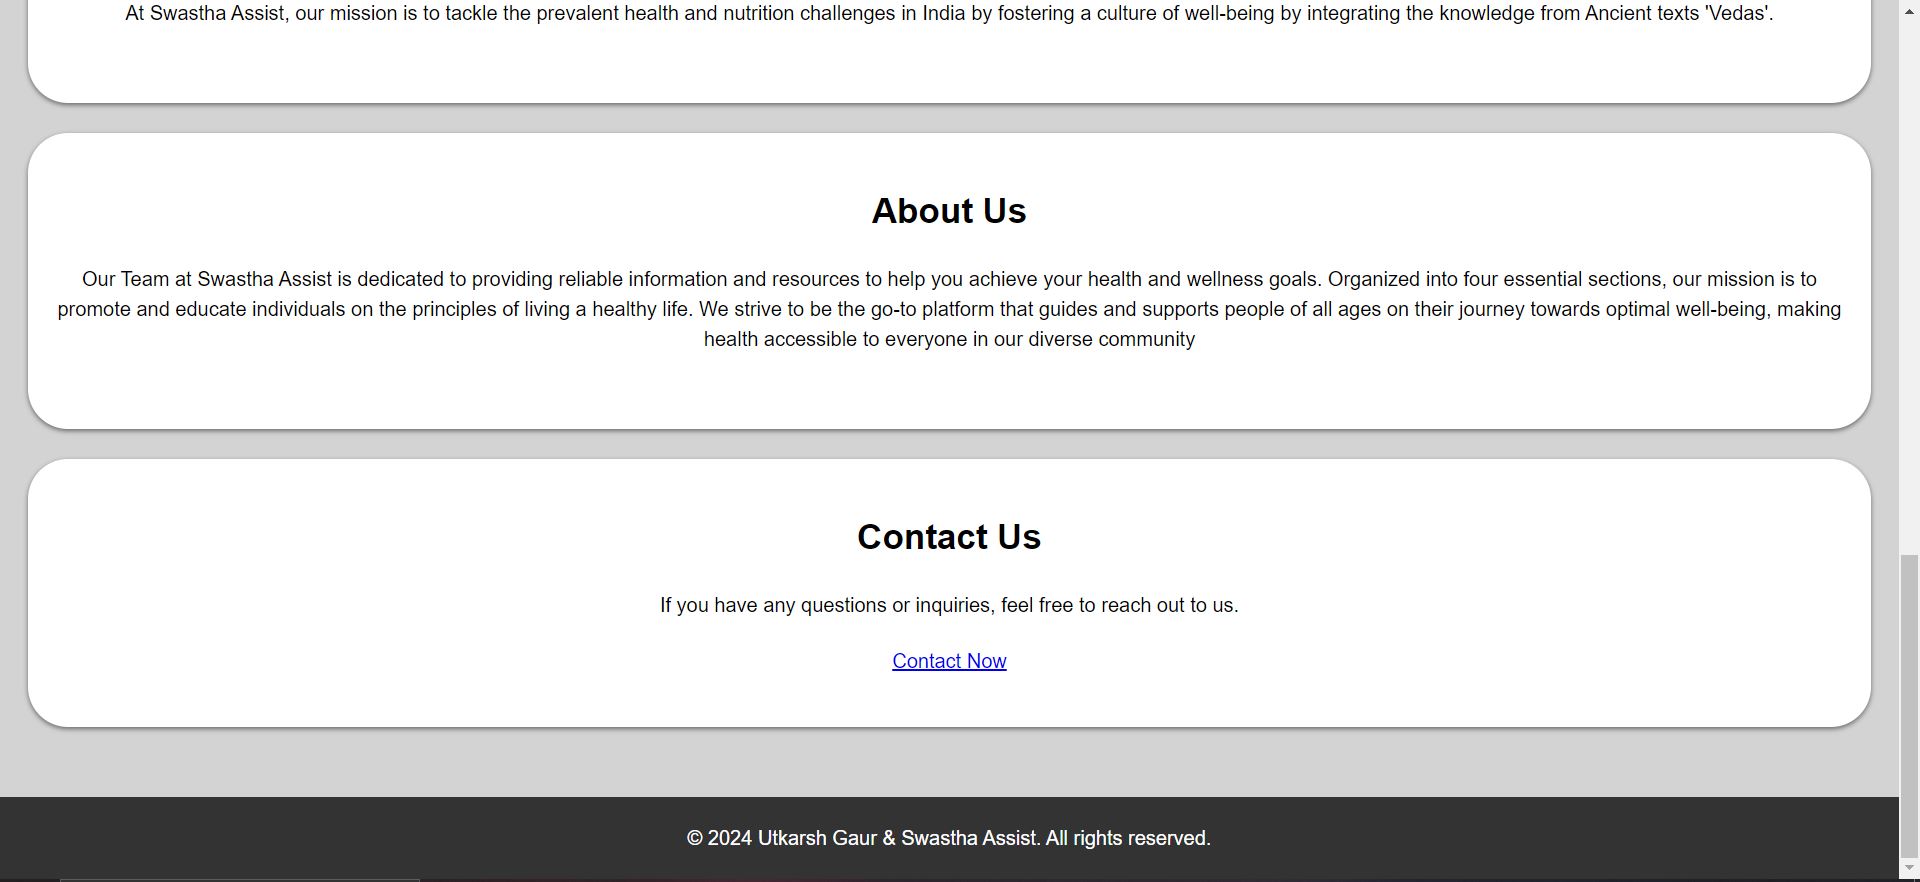 At Swastha Assist, our mission is to tackle the prevalent health and nutrition challenges in India by fostering a culture of well-being by integrating the knowledge from Ancient texts 'Vedas'.
About Us
Our Team at Swastha Assist is dedicated to providing reliable information and resources to help you achieve your health and wellness goals. Organized into four essential sections, our mission is to
promote and educate individuals on the principles of living a healthy life. We strive to be the go-to platform that guides and supports people of all ages on their journey towards optimal well-being, making
health accessible to everyone in our diverse community
Contact Us
If you have any questions or inquiries, feel free to reach out to us.
Contact Now
© 2024 Utkarsh Gaur & Swastha Assist. All rights reserved.